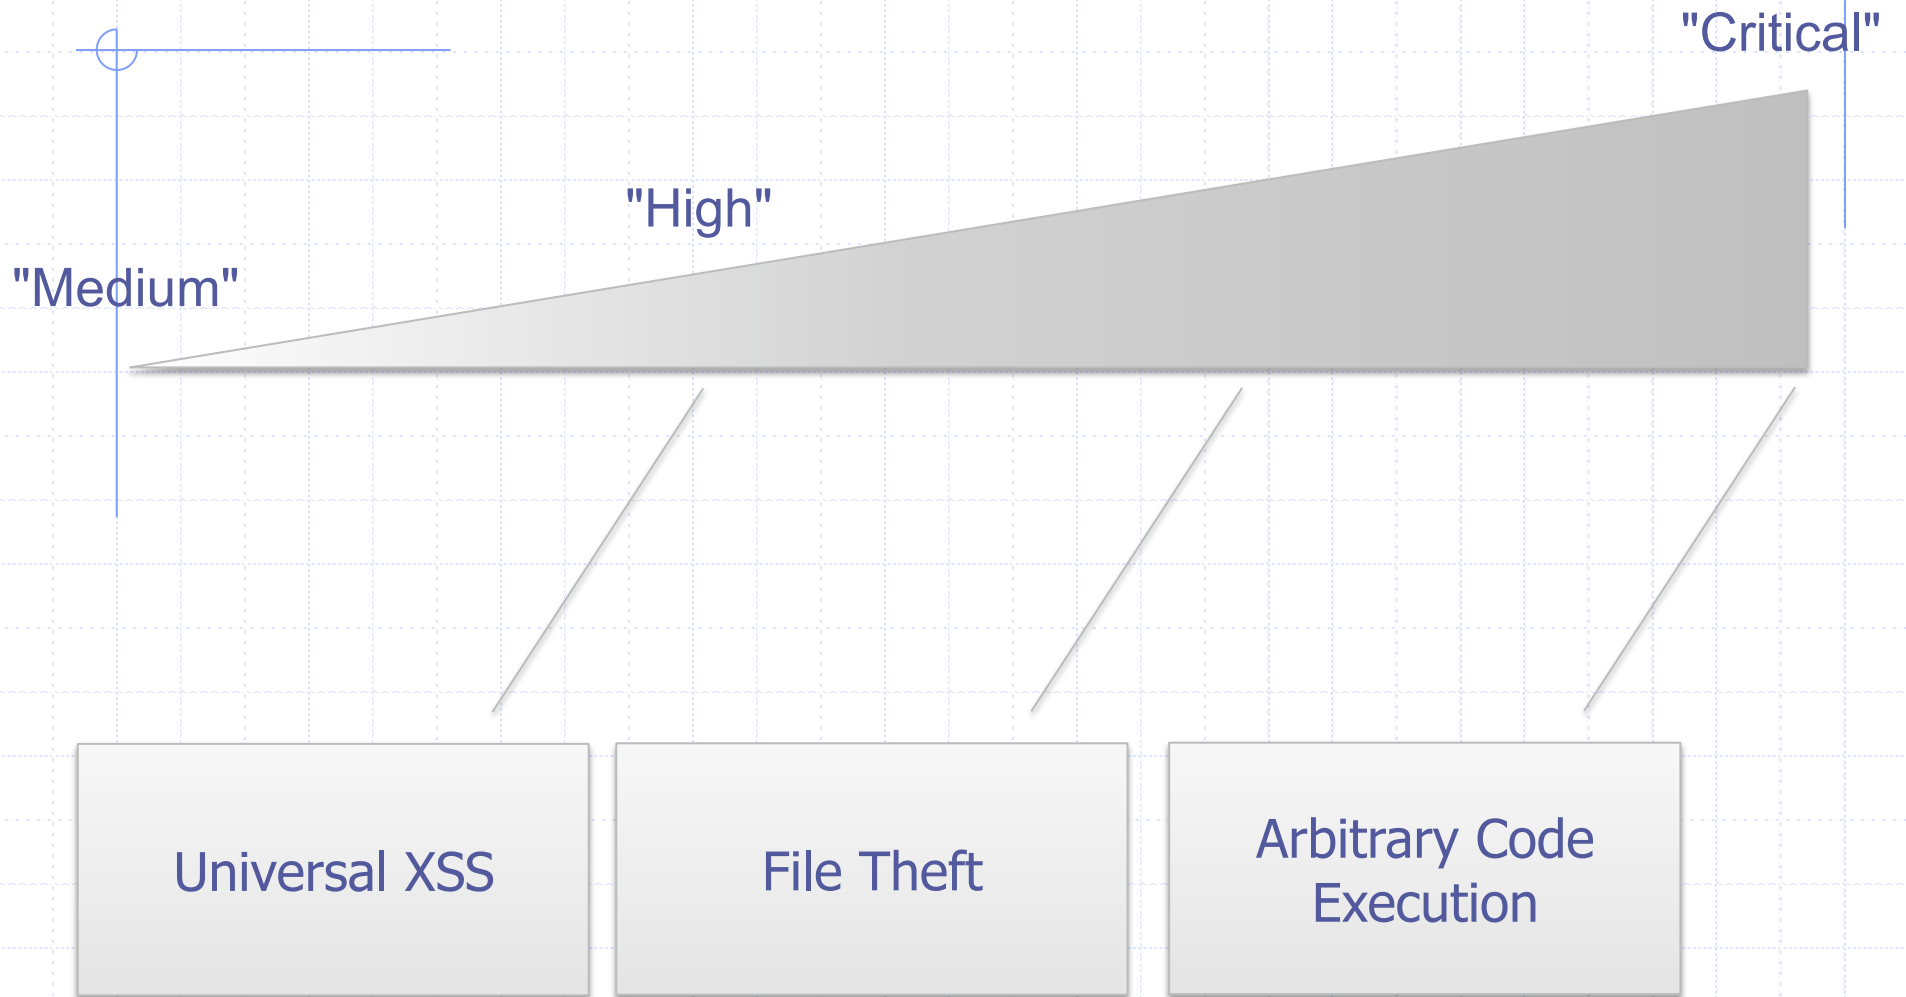 "Critical"
"High"
"Medium"
Universal XSS
File Theft
Arbitrary Code
Execution